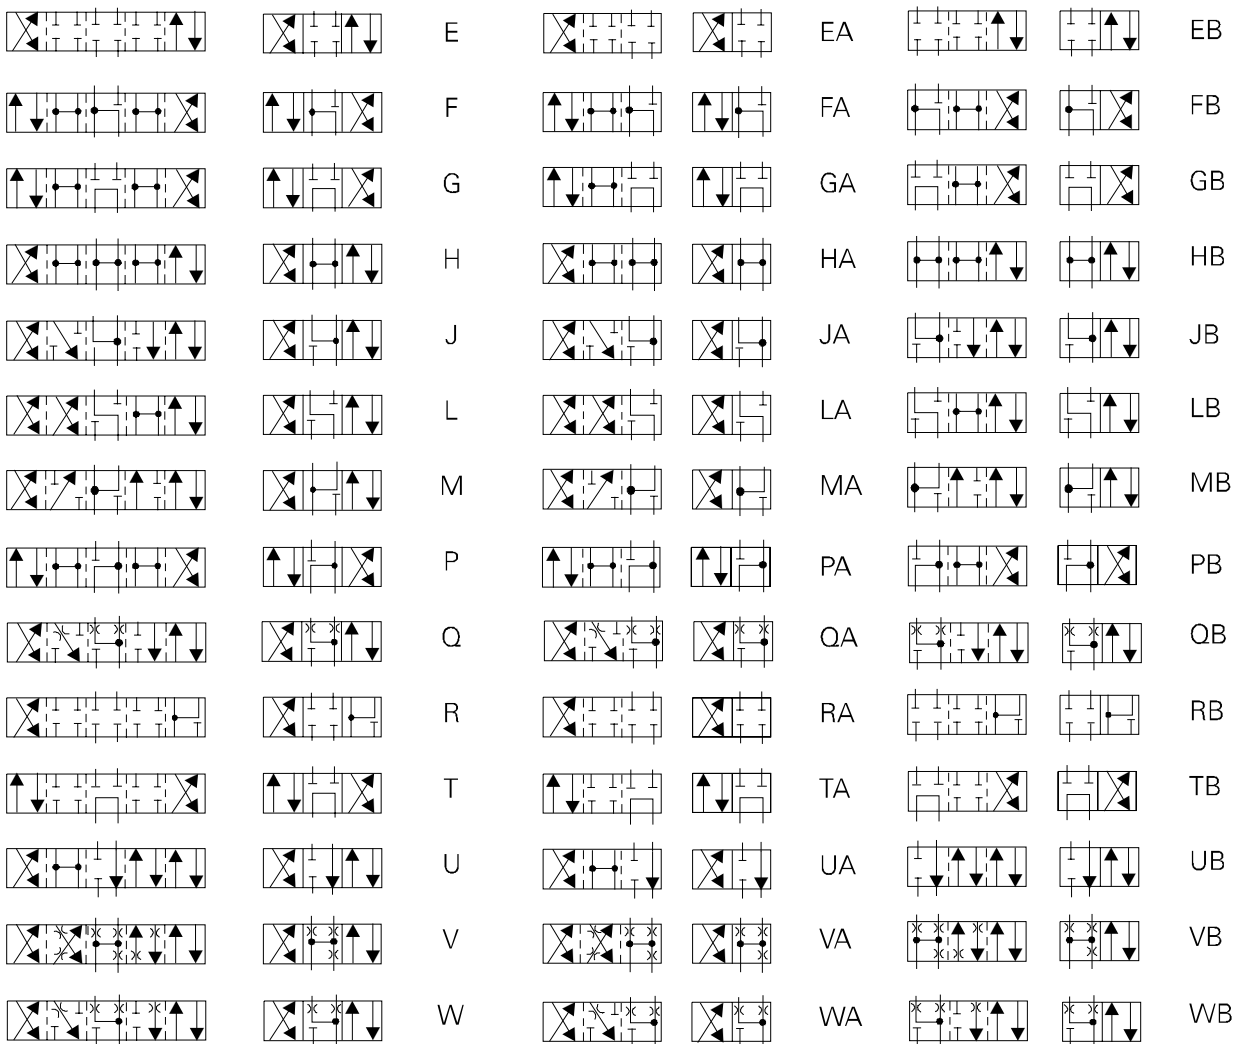 E EA EB
F FA FB
G GA GB
H HA HB
J JA JB
L LA LB
M MA MB
P PA PB
Q QA QB
R RA RB
T TA TB
U UA UB
V VA VB
W WA WB